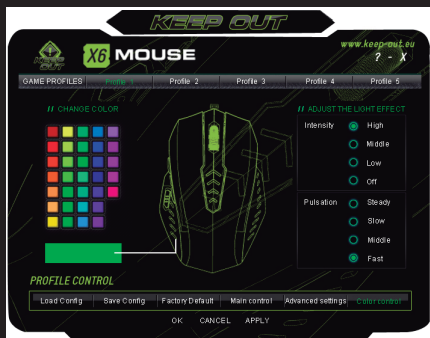 KEEP OUT
KEEP OUT
X6 MOUSE
www.keep-out.eu
? - X
GAME PROFILES Profile 1 Profile 2 Profile 3 Profile 4 Profile 5
// CHANGE COLOR
// ADJUST THE LIGHT EFFECT
Intensity High
Middle
Low
Off
Pulsation Steady
Slow
Middle
Fast
PROFILE CONTROL
Load Config Save Config Factory Default Main control Advanced settings Color control
OK CANCEL APPLY